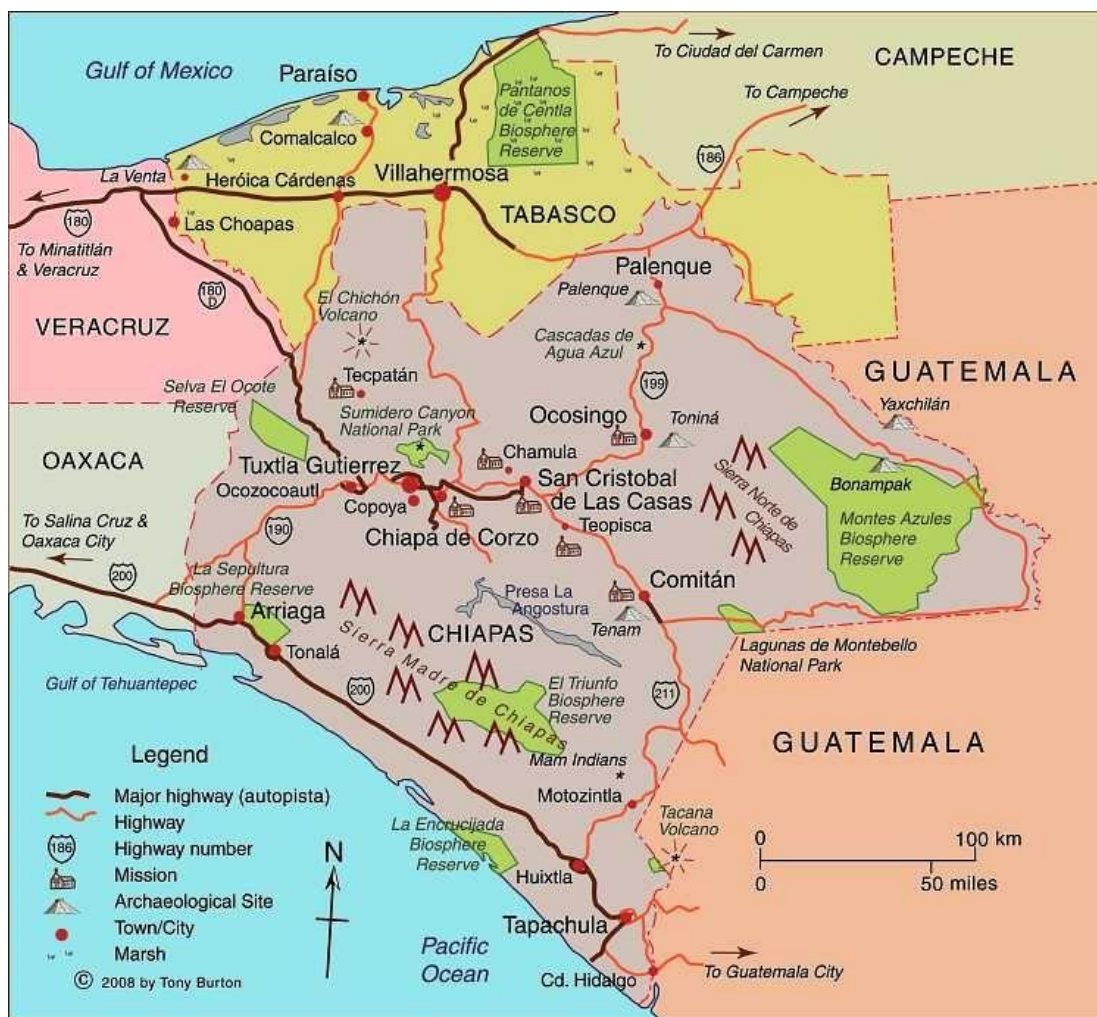 To Ciudad del Carmen
CAMPECHE
Gulf of Mexico
Paraíso
Pantanos
de Centla
Biosphere
Reserve
To Campeche
Comalcalco
186
La Venta
Heróica Cárdenas
Villahermosa
TABASCO
180
Las Choapas
To Minatitlán
& Veracruz
180
D
Palenque
Palenque
El Chichón
Volcano
VERACRUZ
Cascadas de
Agua Azul
GUATEMALA
Tecpatán
Selva El Ocote
Reserve
199
Yaxchilán
Sumidero Canyon
National Park
Ocosingo
Toniná
OAXACA
Chamula
Tuxtla Gutierrez
Ocozocoautl
San Cristobal
de Las Casas
Sierra Norte de
Chiapas
Bonampak
Copoya
To Salina Cruz &
Oaxaca City
190
Teopisca
Chiapa de Corzo
Montes Azules
Biosphere
Reserve
200
La Sepultura
Biosphere Reserve
Comitán
Presa La
Angostura
Arriaga
CHIAPAS
Tenam
Tonalá
Sierra Madre de Chiapas
Lagunas de Montebello
National Park
Gulf of Tehuantepec
200
El Triunfo
Biosphere
Reserve
211
GUATEMALA
Mam Indians
Motozintla
Tacana
Volcano
La Encrucijada
Biosphere
Reserve
Huixtla
0
100 km
0
50 miles
Tapachula
Pacific
Ocean
Cd. Hidalgo
To Guatemala City
Legend
Major highway (autopista)
Highway
186
Highway number
Mission
Archaeological Site
Town/City
Marsh
© 2008 by Tony Burton
N